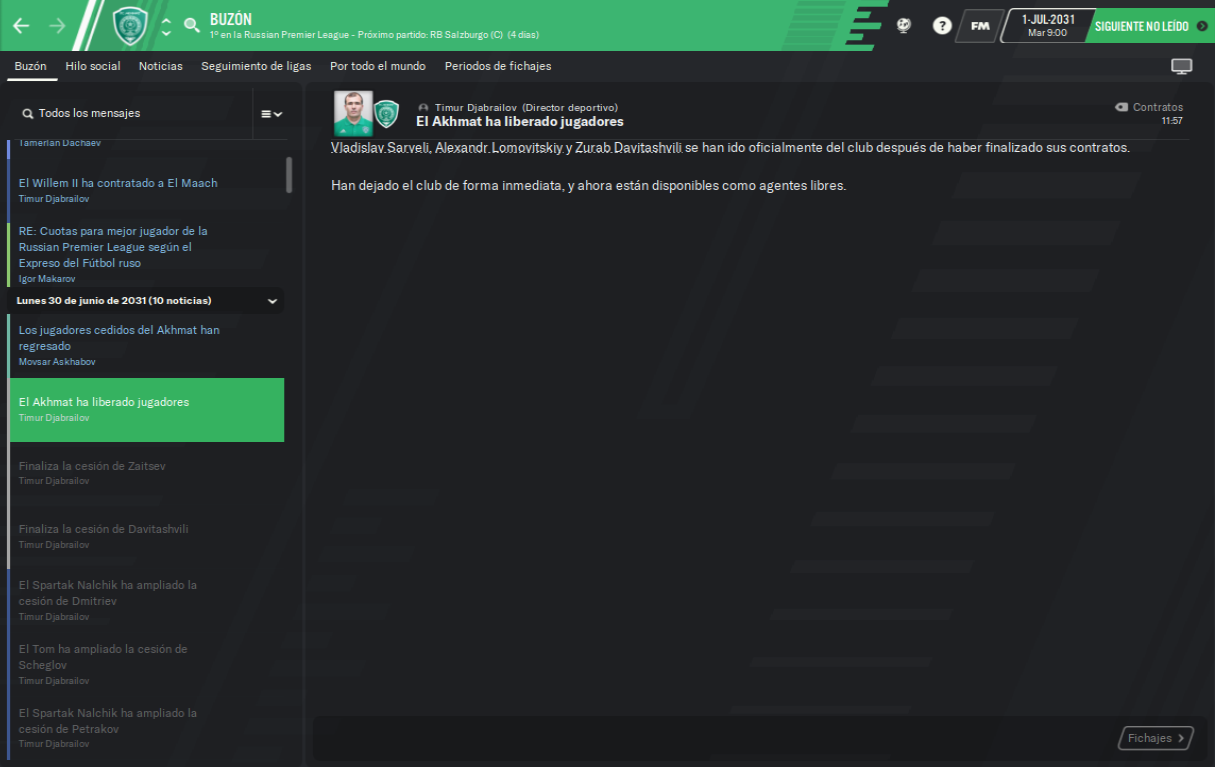 BUZÓN
1º en la Russian Premier League - Próximo partido: RB Salzburgo (C) (4 días)
FM
1-JUL-2031
Mar 9:00
SIGUIENTE NO LEÍDO
Buzón Hilo social Noticias Seguimiento de ligas Por todo el mundo Periodos de fichajes
Todos los mensajes
Tamerlan Dachaev
El Willem II ha contratado a El Maach
Timur Djabrailov
RE: Cuotas para mejor jugador de la
Russian Premier League según el
Expreso del Fútbol ruso
Igor Makarov
Lunes 30 de junio de 2031 (10 noticias)
Los jugadores cedidos del Akhmat han
regresado
Movsar Askhabov
El Akhmat ha liberado jugadores
Timur Djabrailov
Finaliza la cesión de Zaitsev
Timur Djabrailov
Finaliza la cesión de Davitashvili
Timur Djabrailov
El Spartak Nalchik ha ampliado la
cesión de Dmitriev
Timur Djabrailov
El Tom ha ampliado la cesión de
Scheglov
Timur Djabrailov
El Spartak Nalchik ha ampliado la
cesión de Petrakov
Timur Djabrailov
Timur Djabrailov (Director deportivo)
El Akhmat ha liberado jugadores
Contratos
11:57
Vladislav Sarveli, Alexandr Lomovitskiy y Zurab Davitashvili se han ido oficialmente del club después de haber finalizado sus contratos.
Han dejado el club de forma inmediata, y ahora están disponibles como agentes libres.
Fichajes